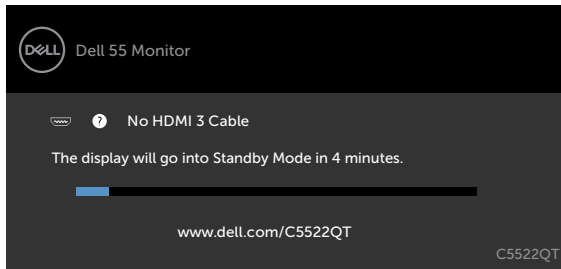 DELL
Dell 55 Monitor
? No HDMI 3 Cable
The display will go into Standby Mode in 4 minutes.
www.dell.com/C5522QT
C5522QT